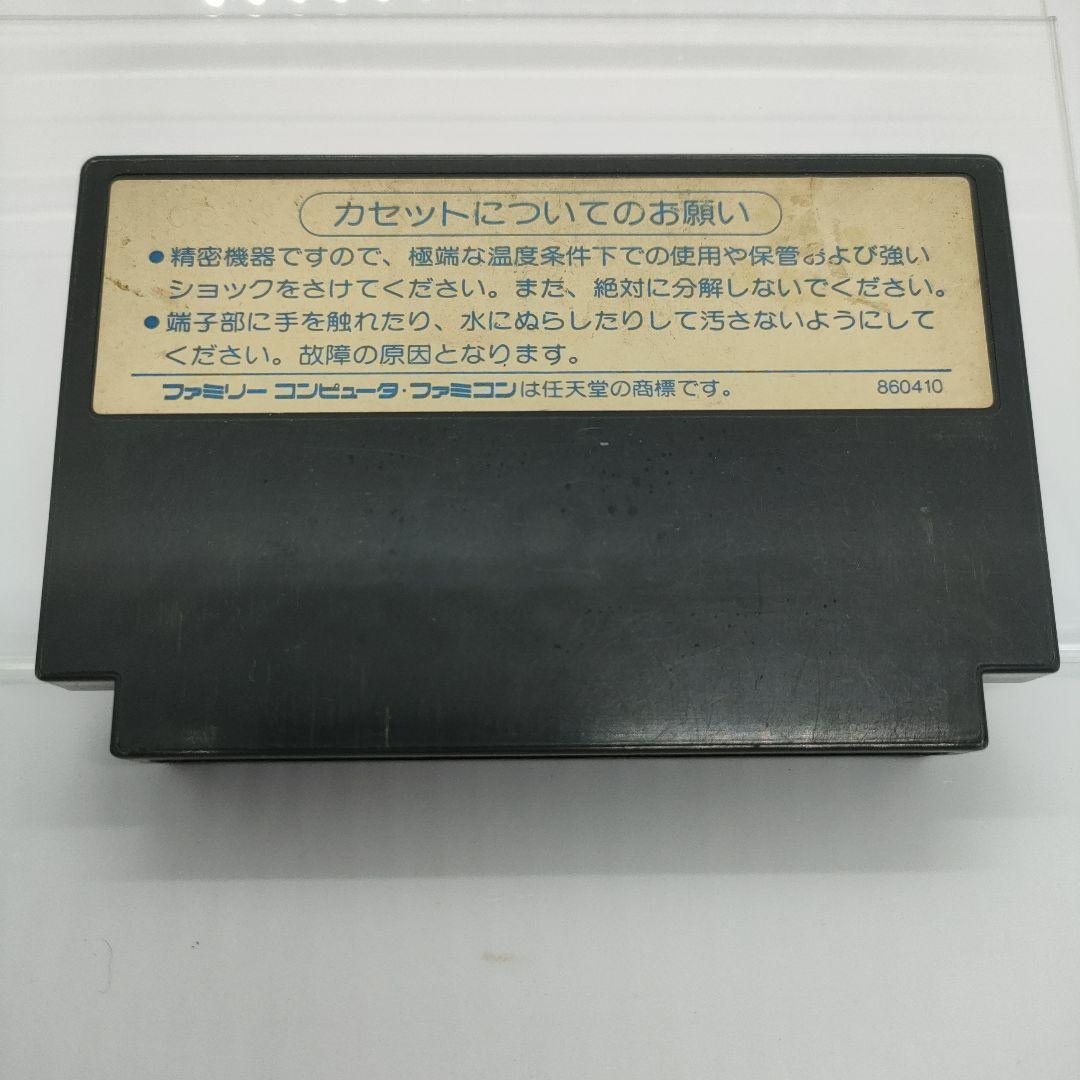 カセットについてのお願い
●精密機器ですので、極端な温度条件下での使用や保管および強い
ショックをさけてください。まだ、絶対に分解しないでください。
●端子部に手を触れたり、水にぬらしたりして汚さないようにして
ください。故障の原因となります。
ファミリー コンピュータ・ファミコンは任天堂の商標です。 860410